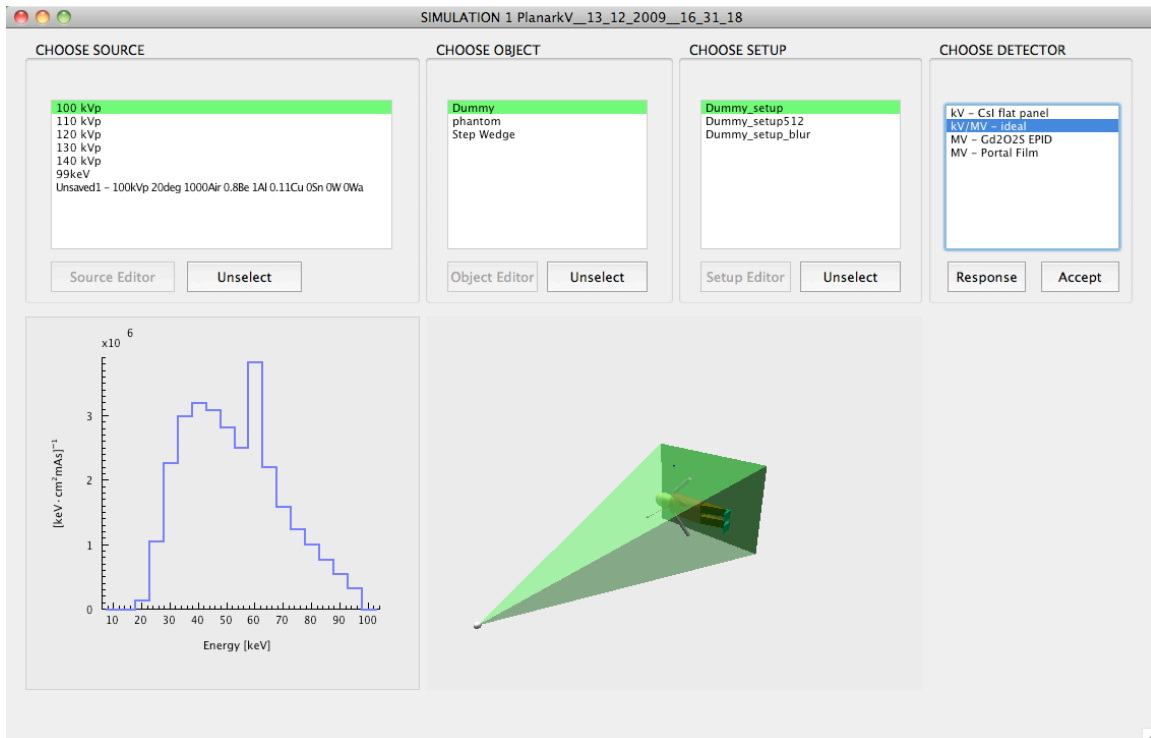 SIMULATION 1 PlanarkV__13_12_2009__16_31_18
CHOOSE SOURCE
100 kVp
110 kVp
120 kVp
130 kVp
140 kVp
99keV
Unsaved1 – 100kVp 20deg 1000Air 0.8Be 1Al 0.11Cu 0Sn 0W 0Wa
Source Editor
Unselect
CHOOSE OBJECT
Dummy
phantom
Step Wedge
Object Editor
Unselect
CHOOSE SETUP
Dummy_setup
Dummy_setup512
Dummy_setup_blur
Setup Editor
Unselect
CHOOSE DETECTOR
kV – CsI flat panel
kV/MV – ideal
MV – Gd2O2S EPID
MV – Portal Film
Response
Accept
x10 6
3
2
1
0
[keV · cm²mAs]⁻¹
10 20 30 40 50 60 70 80 90 100
Energy [keV]